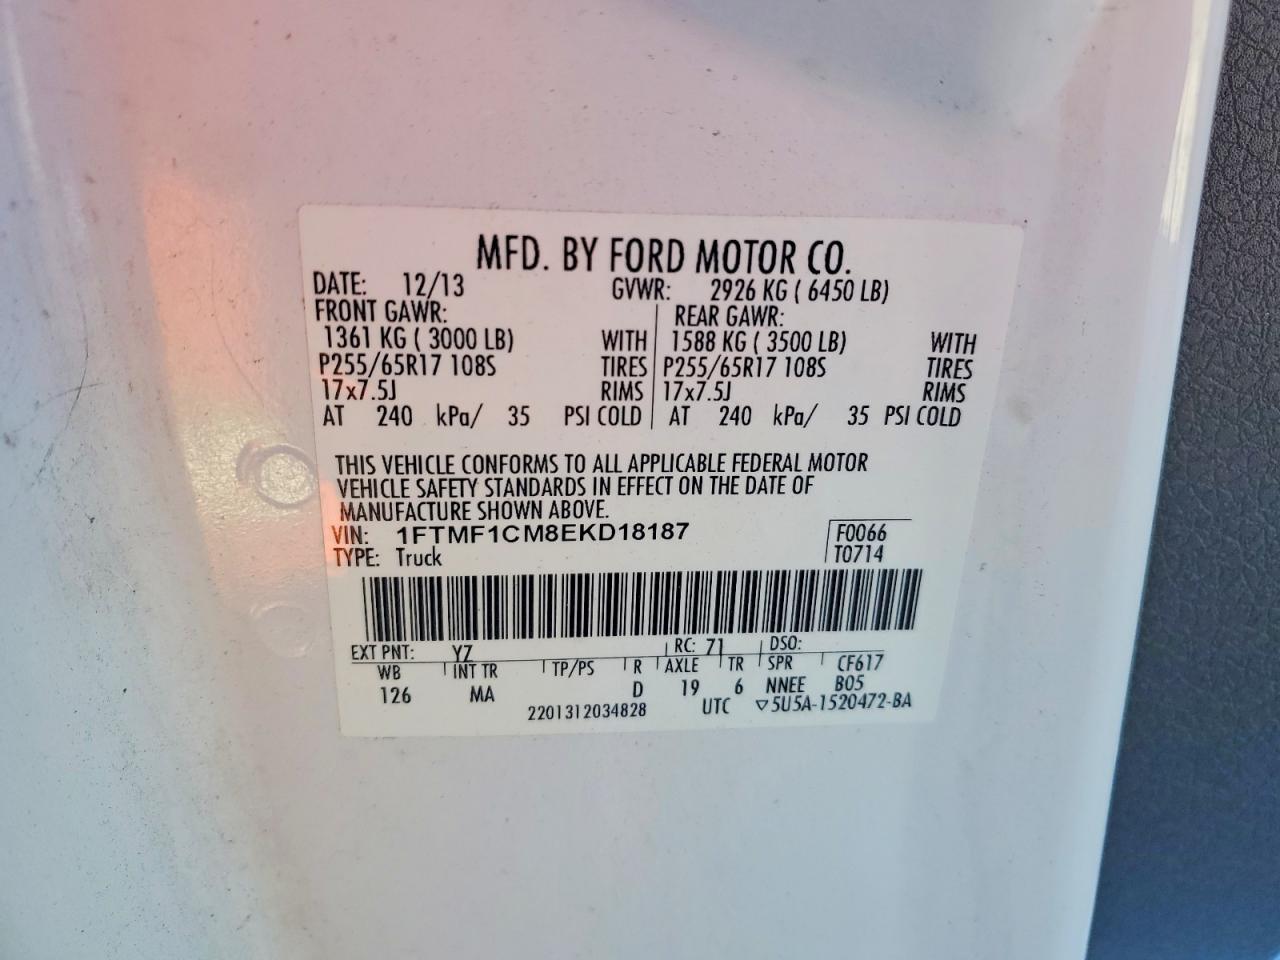 MFD. BY FORD MOTOR CO.
DATE: 12/13 GVWR: 2926 KG ( 6450 LB)
FRONT GAWR: REAR GAWR:
1361 KG ( 3000 LB) WITH 1588 KG ( 3500 LB) WITH
P255/65R17 108S TIRES P255/65R17 108S TIRES
17x7.5J RIMS 17x7.5J RIMS
AT 240 kPa/ 35 PSI COLD AT 240 kPa/ 35 PSI COLD
THIS VEHICLE CONFORMS TO ALL APPLICABLE FEDERAL MOTOR
VEHICLE SAFETY STANDARDS IN EFFECT ON THE DATE OF
MANUFACTURE SHOWN ABOVE.
VIN: 1FTMF1CM8EKD18187 F0066
TYPE: Truck T0714
EXT PNT: YZ RC: 71 DSO:
WB INT TR TP/PS R AXLE TR SPR CF617
126 MA D 19 6 NNEE B05
2201312034828 UTC ▽5U5A-1520472-BA